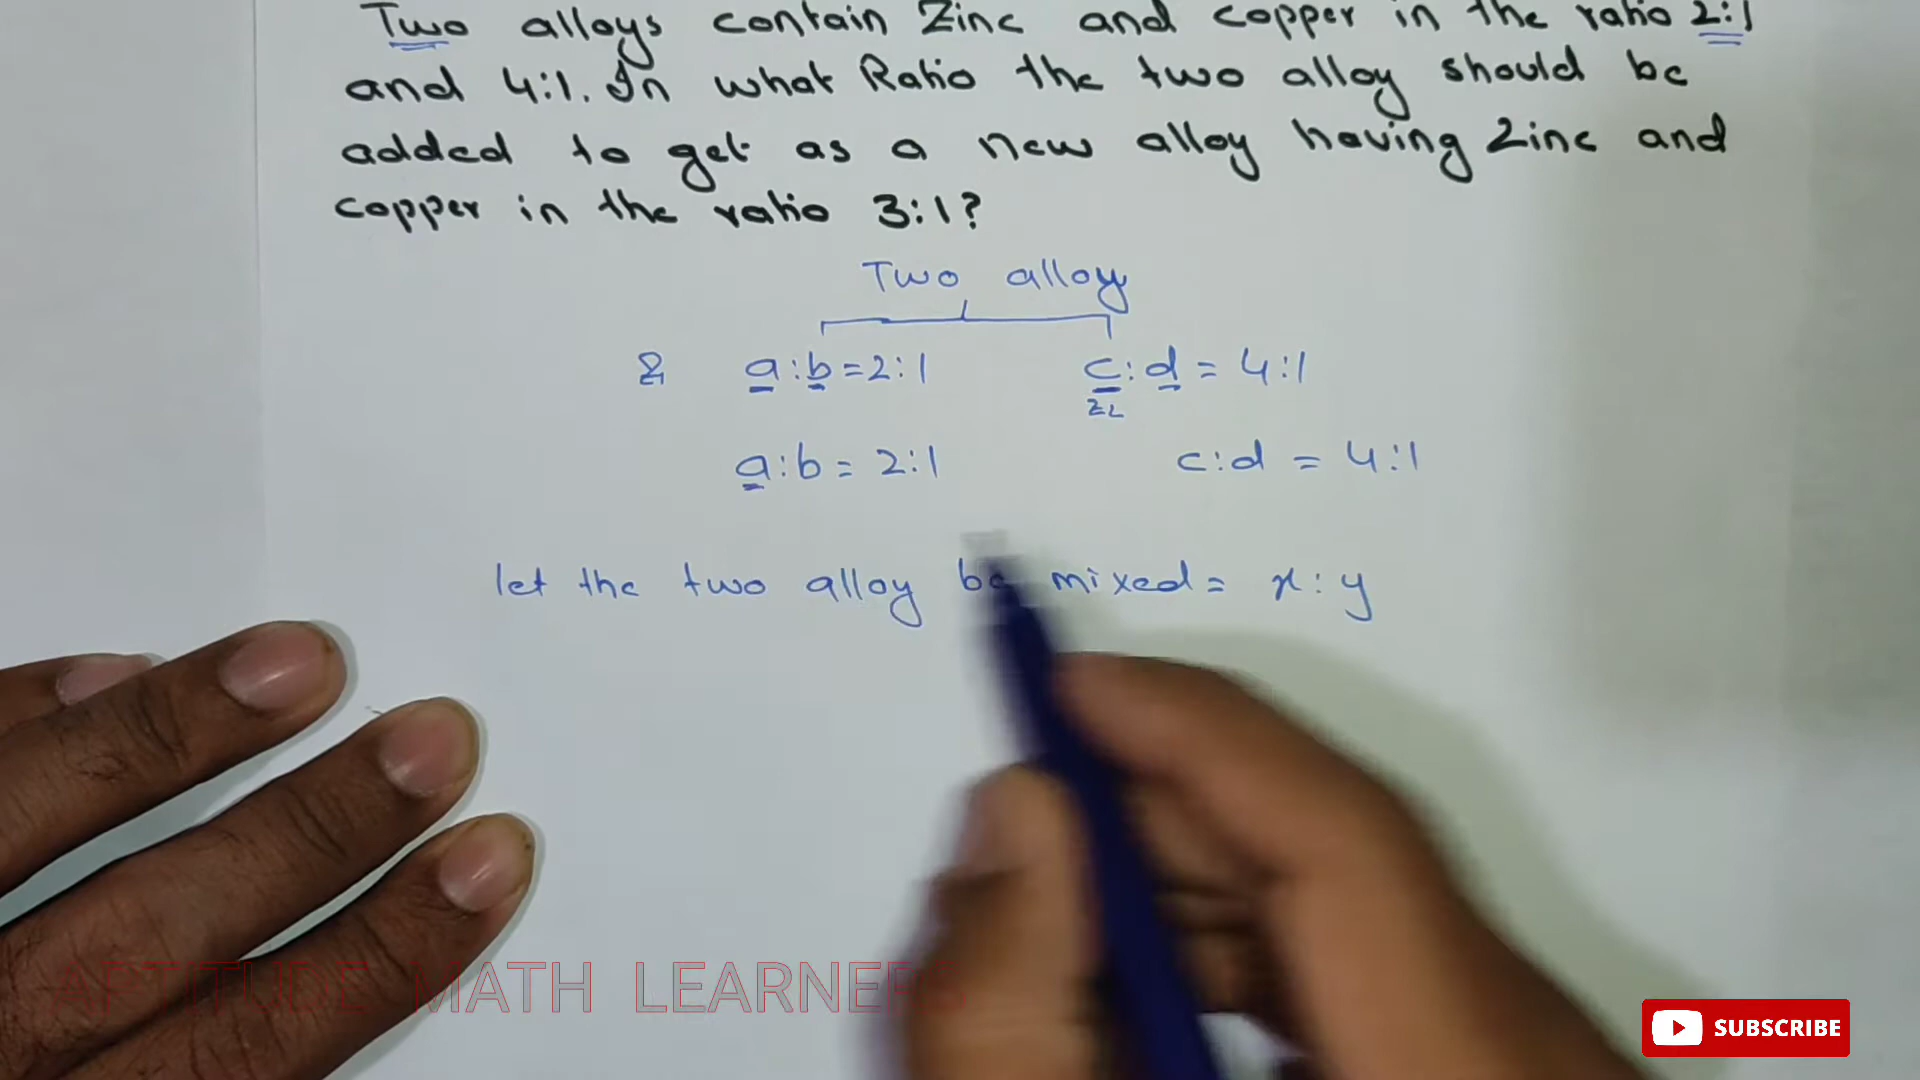 Two alloys contain Zinc and copper in the ratio 2:1
and 4:1. In what Ratio the two alloy should be
added to get as a new alloy having Zinc and
copper in the ratio 3:1?
Two alloy
& a:b=2:1 c:d = 4:1
a:b= 2:1 c:d = 4:1
let the two alloy be mixed= x:y
APTITUDE MATH LEARNERS
SUBSCRIBE